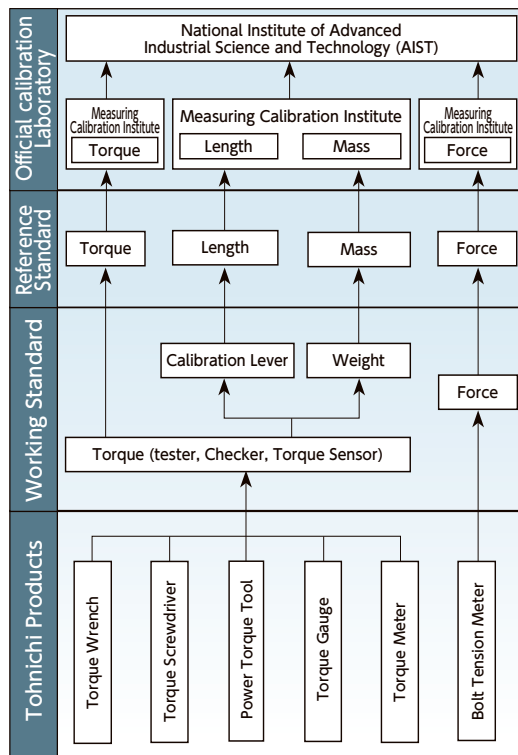 Official calibration
Laboratory
National Institute of Advanced
Industrial Science and Technology (AIST)
Measuring
Calibration Institute
Torque
Measuring Calibration Institute
Length
Mass
Measuring
Calibration Institute
Force
Reference
Standard
Torque
Length
Mass
Force
Working Standard
Calibration Lever
Weight
Force
Torque (tester, Checker, Torque Sensor)
Tohnichi Products
Torque Wrench
Torque Screwdriver
Power Torque Tool
Torque Gauge
Torque Meter
Bolt Tension Meter